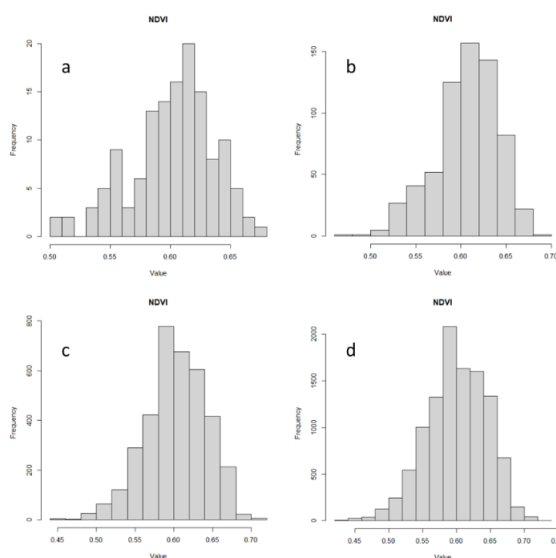 NDVI
a
Frequency
0 5 10 15 20
0.50 0.55 0.60 0.65
Value
NDVI
b
Frequency
0 50 100 150
0.50 0.55 0.60 0.65 0.70
Value
NDVI
c
Frequency
0 200 400 600 800
0.45 0.50 0.55 0.60 0.65 0.70
Value
NDVI
d
Frequency
0 500 1000 1500 2000
0.45 0.50 0.55 0.60 0.65 0.70
Value